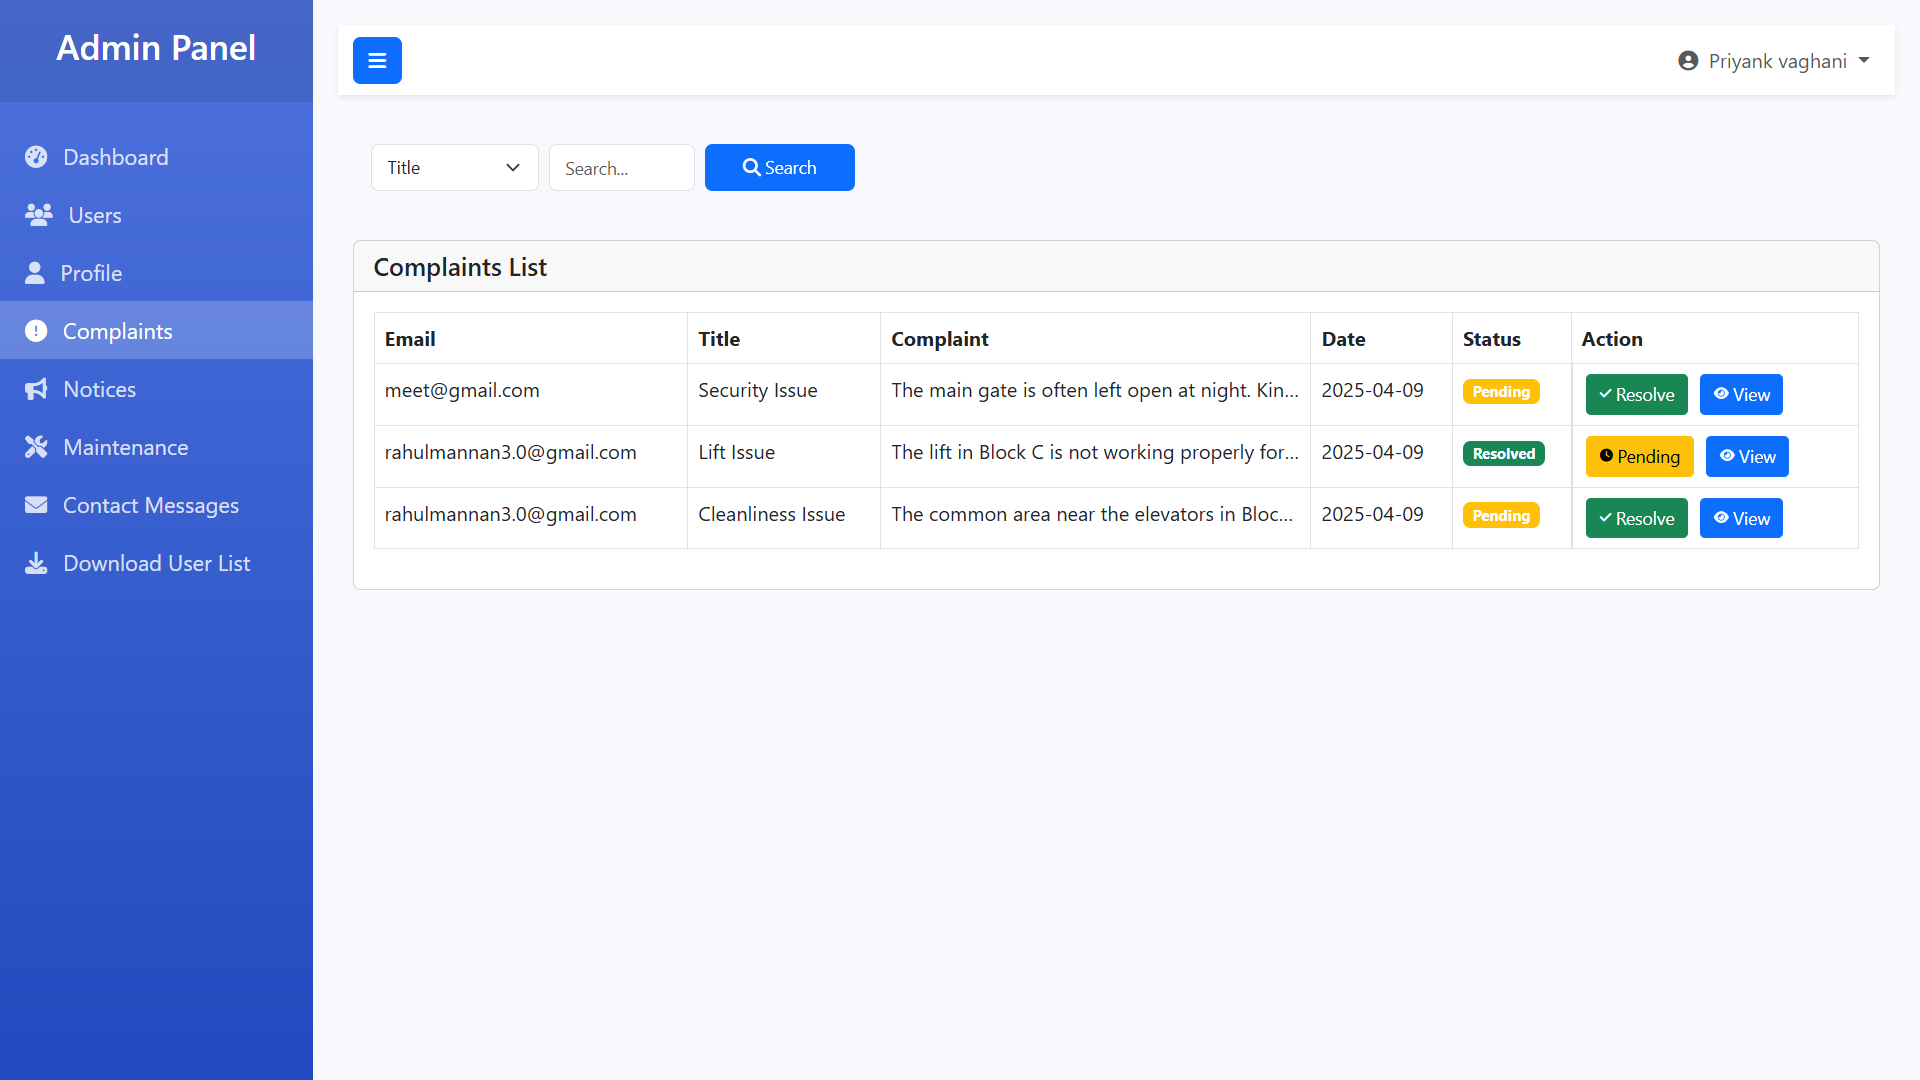 Admin Panel
Priyank vaghani
Dashboard
Users
Profile
Complaints
Notices
Maintenance
Contact Messages
Download User List
Title
Search...
Search
Complaints List
Email Title Complaint Date Status Action
meet@gmail.com Security Issue The main gate is often left open at night. Kin... 2025-04-09 Pending Resolve View
rahulmannan3.0@gmail.com Lift Issue The lift in Block C is not working properly for... 2025-04-09 Resolved Pending View
rahulmannan3.0@gmail.com Cleanliness Issue The common area near the elevators in Bloc... 2025-04-09 Pending Resolve View